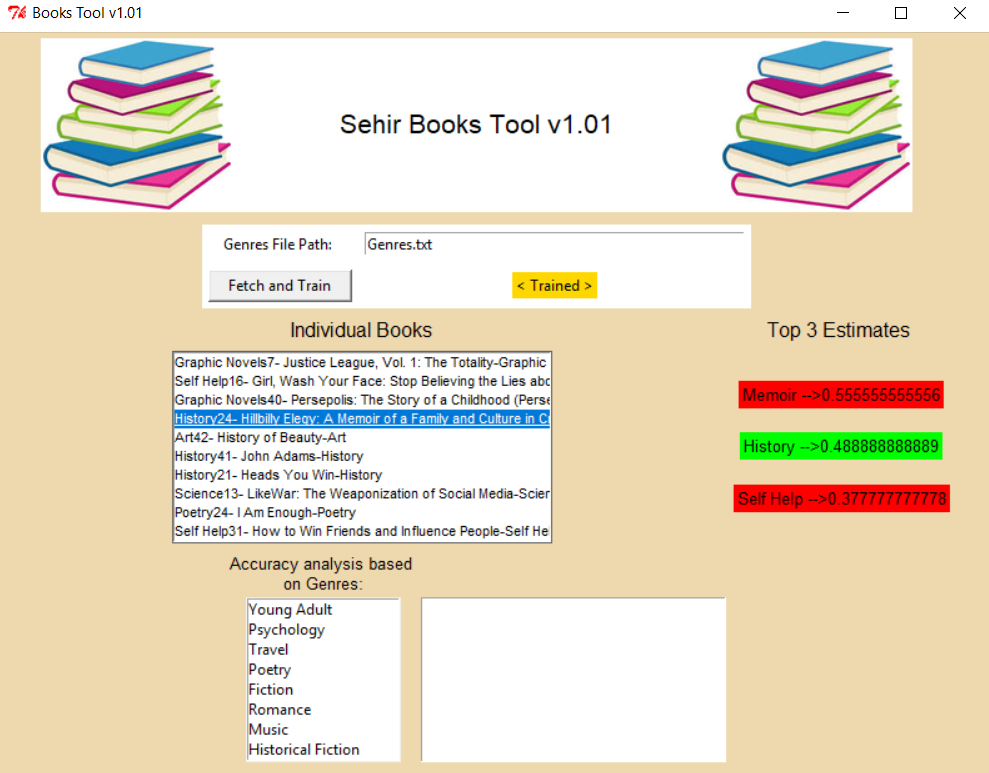 Books Tool v1.01
Sehir Books Tool v1.01
Genres File Path:
Genres.txt
Fetch and Train
< Trained >
Individual Books
Top 3 Estimates
Graphic Novels7- Justice League, Vol. 1: The Totality-Graphic
Self Help16- Girl, Wash Your Face: Stop Believing the Lies abo
Graphic Novels40- Persepolis: The Story of a Childhood (Perse
History24- Hillbilly Elegy: A Memoir of a Family and Culture in Cr
Art42- History of Beauty-Art
History41- John Adams-History
History21- Heads You Win-History
Science13- LikeWar: The Weaponization of Social Media-Scien
Poetry24- I Am Enough-Poetry
Self Help31- How to Win Friends and Influence People-Self He
Memoir -->0.555555555556
History -->0.488888888889
Self Help -->0.377777777778
Accuracy analysis based
on Genres:
Young Adult
Psychology
Travel
Poetry
Fiction
Romance
Music
Historical Fiction